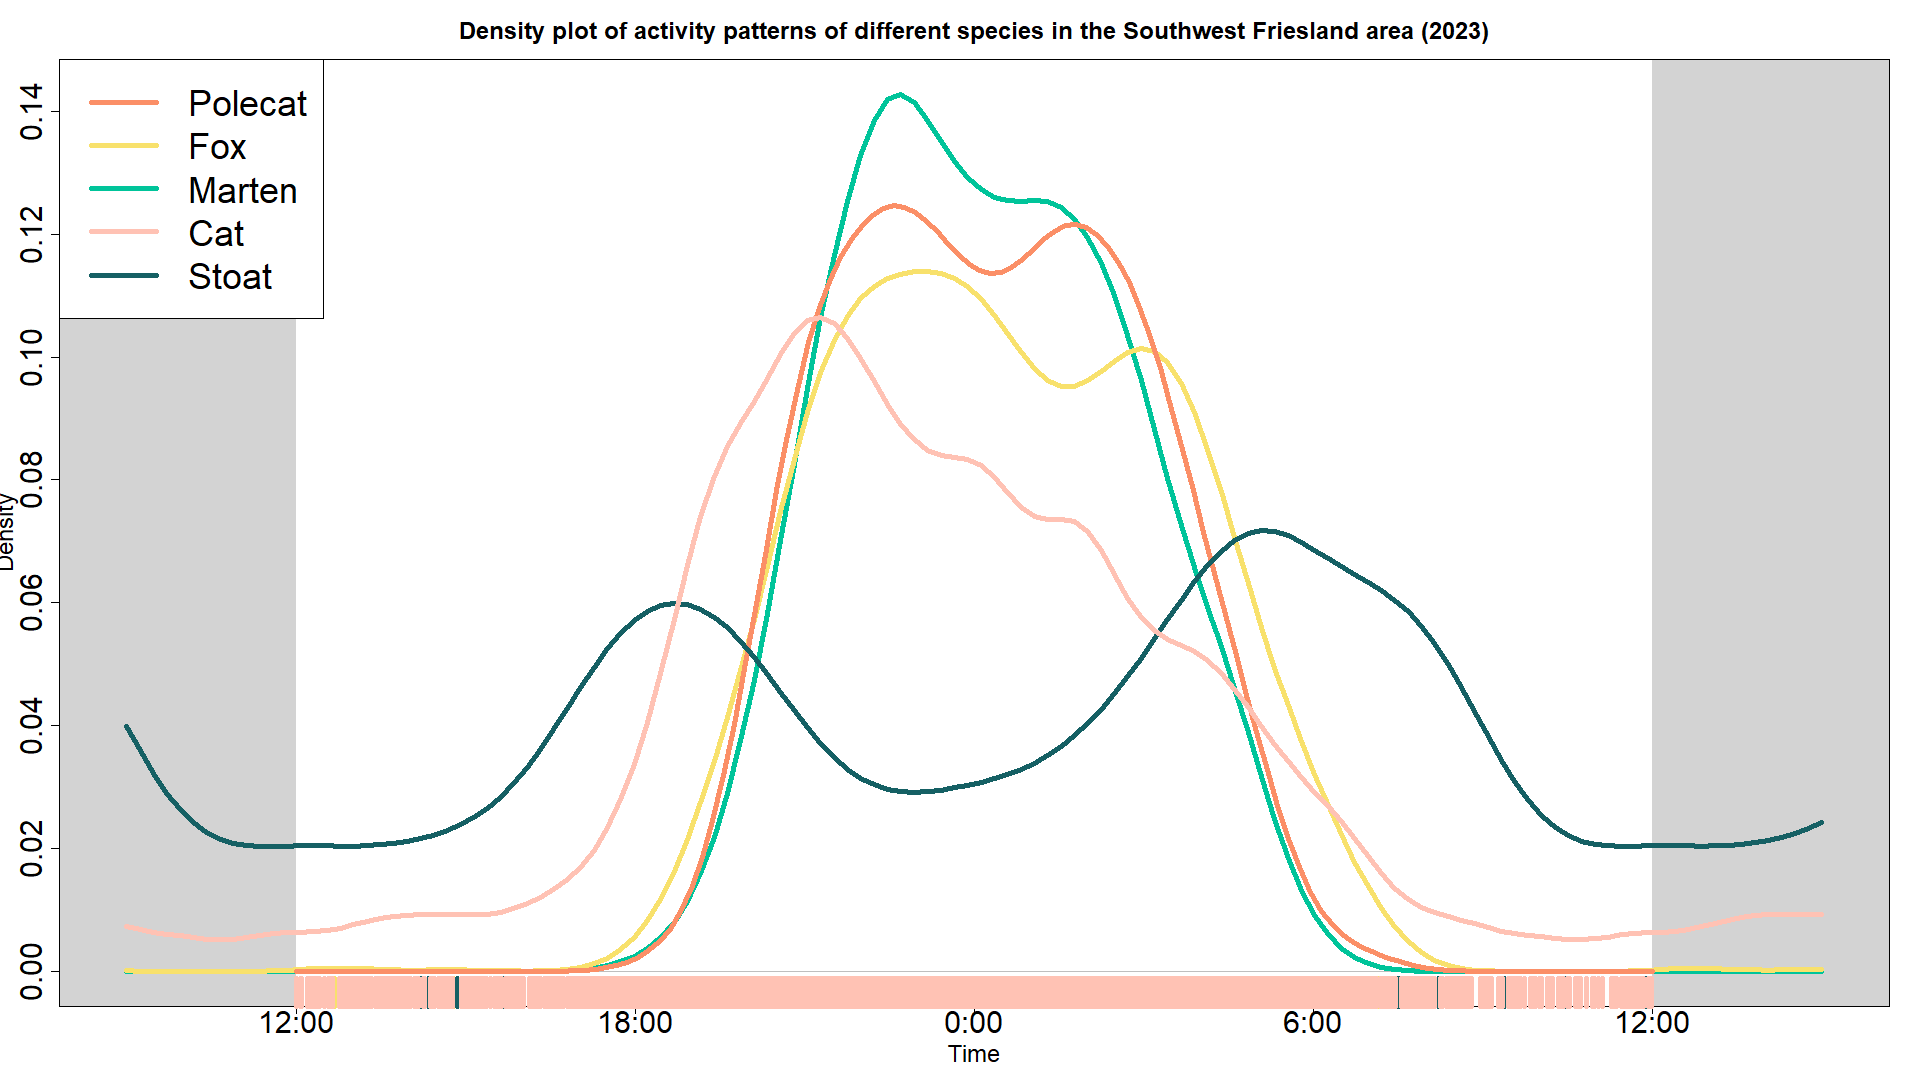 Density plot of activity patterns of different species in the Southwest Friesland area (2023)
Polecat
Fox
Marten
Cat
Stoat
0.14
0.12
0.10
0.08
0.06
0.04
0.02
0.00
Density
12:00
18:00
0:00
6:00
12:00
Time